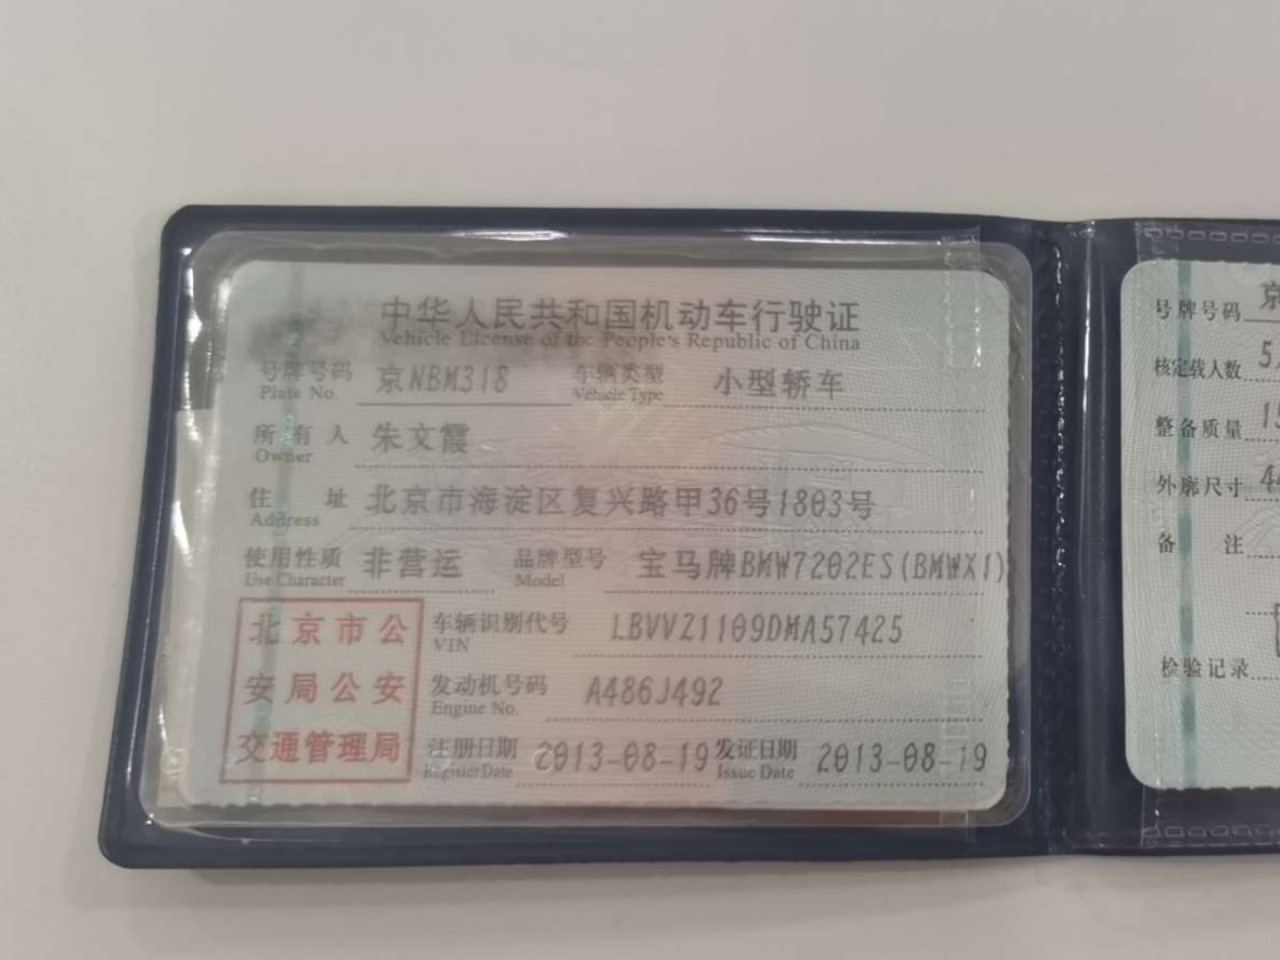 中华人民共和国机动车行驶证
Vehicle License of the People's Republic of China
号牌号码 京NBM318 车辆类型 小型轿车
Plate No. Vehicle Type
所有人 朱文霞
Owner
住址 北京市海淀区复兴路甲36号1803号
Address
使用性质 非营运 品牌型号 宝马牌BMW7202ES(BMWX1)
Use Character Model
北京市公
安局公安
交通管理局
车辆识别代号 LBVVZ1109DMA57425
VIN
发动机号码 A486J492
Engine No.
注册日期 2013-08-19 发证日期 2013-08-19
Register Date Issue Date
号牌号码 京
核定载人数 5
整备质量
外廓尺寸 44
备注
检验记录